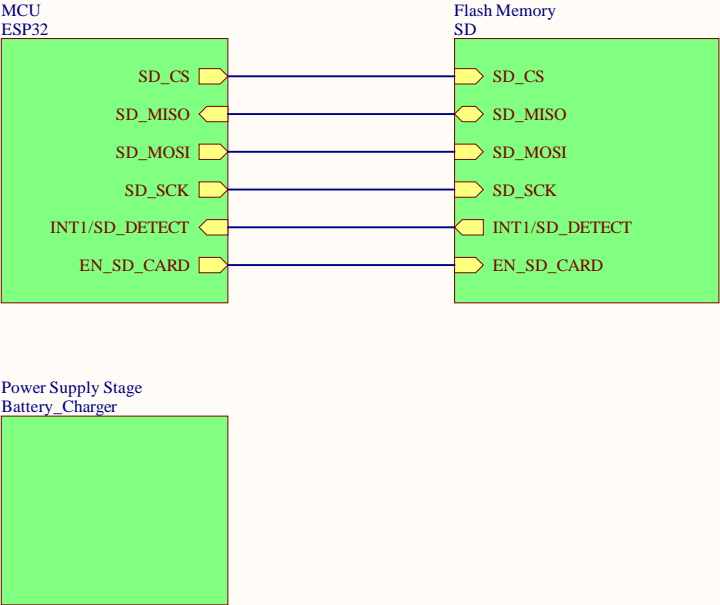 MCU
ESP32
Flash Memory
SD
SD_CS
SD_CS
SD_MISO
SD_MISO
SD_MOSI
SD_MOSI
SD_SCK
SD_SCK
INT1/SD_DETECT
INT1/SD_DETECT
EN_SD_CARD
EN_SD_CARD
Power Supply Stage
Battery_Charger